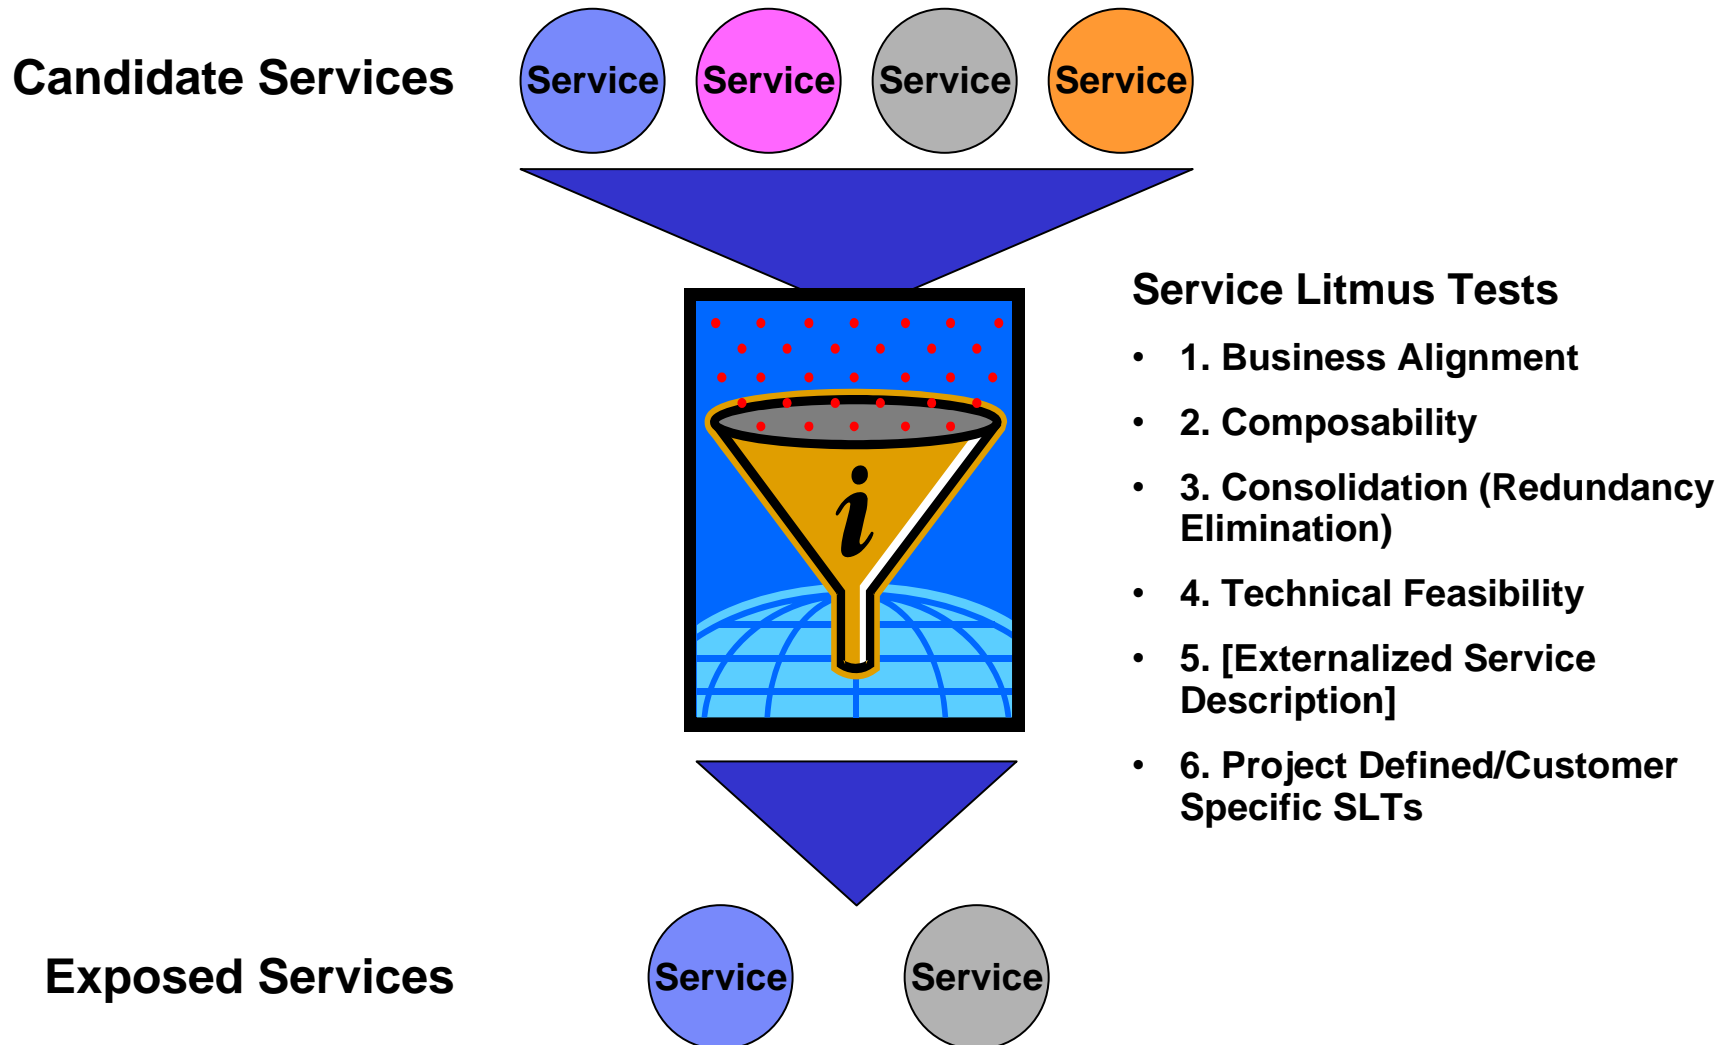 Candidate Services
Service Service Service Service
Service Litmus Tests
• 1. Business Alignment
• 2. Composability
• 3. Consolidation (Redundancy
Elimination)
• 4. Technical Feasibility
• 5. [Externalized Service
Description]
• 6. Project Defined/Customer
Specific SLTs
i
Exposed Services
Service Service